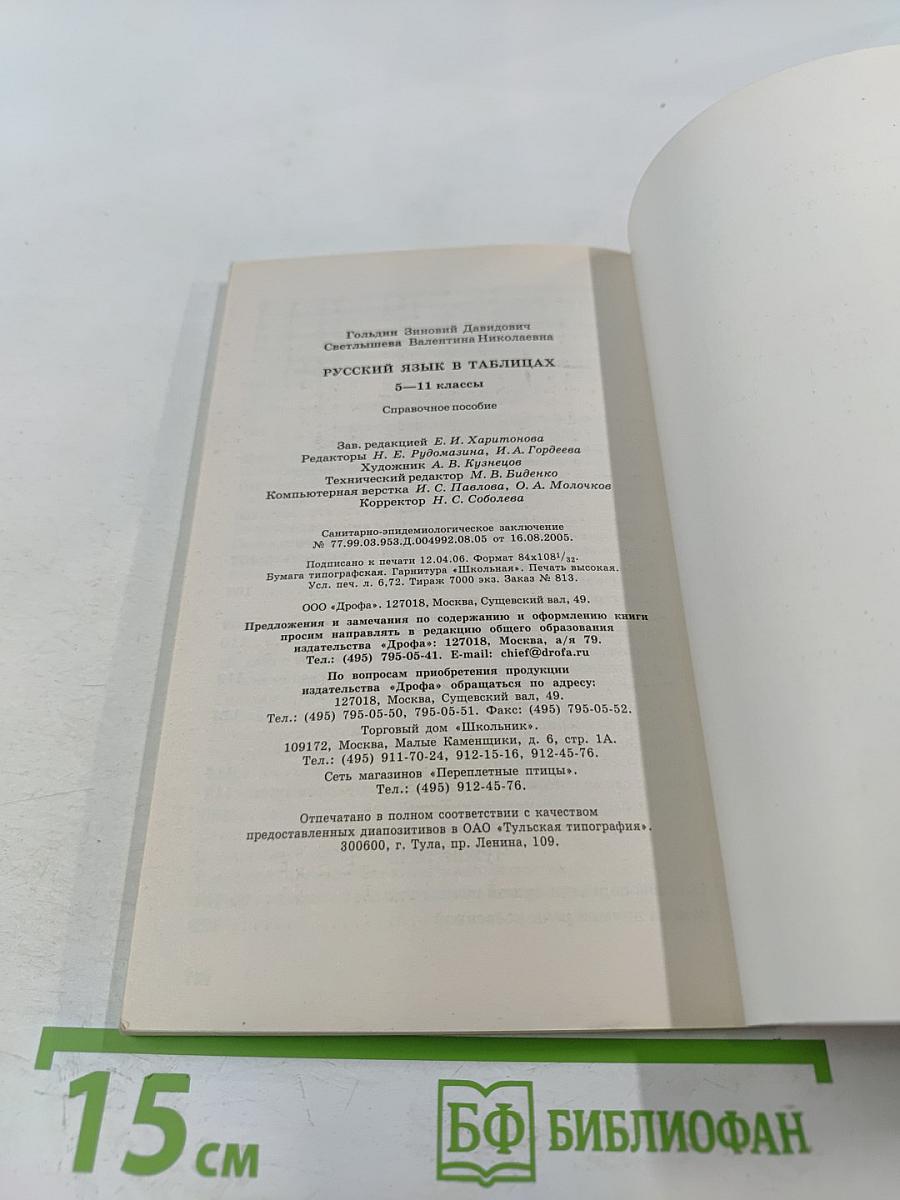 Гольдин Зиновий Давидович
Светлышева Валентина Николаевна
РУССКИЙ ЯЗЫК В ТАБЛИЦАХ
5—11 классы
Справочное пособие
Зав. редакцией Е. И. Харитонова
Редакторы Н. Е. Рудомазина, И. А. Гордеева
Художник А. В. Кузнецов
Технический редактор М. В. Биденко
Компьютерная верстка И. С. Павлова, О. А. Молочков
Корректор Н. С. Соболева
Санитарно-эпидемиологическое заключение
№ 77.99.03.953.Д.004992.08.05 от 16.08.2005.
Подписано к печати 12.04.06. Формат 84х108¹/₃₂.
Бумага типографская. Гарнитура «Школьная». Печать высокая.
Усл. печ. л. 6,72. Тираж 7000 экз. Заказ № 813.
ООО «Дрофа». 127018, Москва, Сущевский вал, 49.
Предложения и замечания по содержанию и оформлению книги
просим направлять в редакцию общего образования
издательства «Дрофа»: 127018, Москва, а/я 79.
Тел.: (495) 795-05-41. E-mail: chief@drofa.ru
По вопросам приобретения продукции
издательства «Дрофа» обращаться по адресу:
127018, Москва, Сущевский вал, 49.
Тел.: (495) 795-05-50, 795-05-51. Факс: (495) 795-05-52.
Торговый дом «Школьник».
109172, Москва, Малые Каменщики, д. 6, стр. 1А.
Тел.: (495) 911-70-24, 912-15-16, 912-45-76.
Сеть магазинов «Переплетные птицы».
Тел.: (495) 912-45-76.
Отпечатано в полном соответствии с качеством
предоставленных диапозитивов в ОАО «Тульская типография».
300600, г. Тула, пр. Ленина, 109.
15 см
БФ БИБЛИОФАН